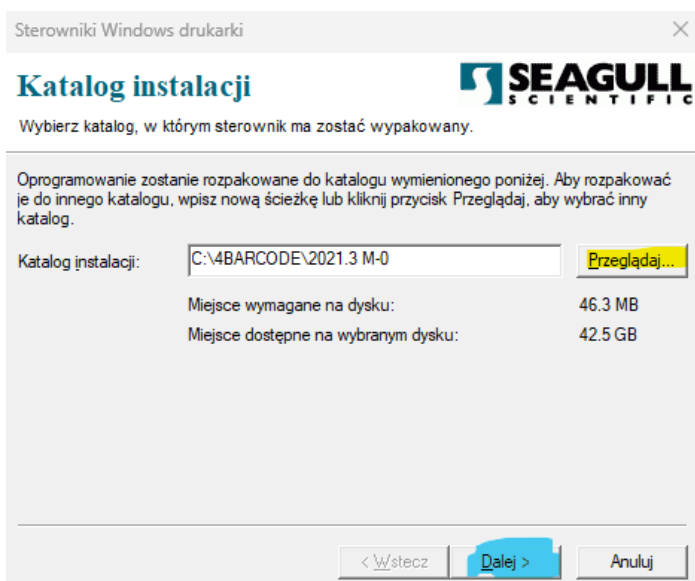 Sterowniki Windows drukarki
Katalog instalacji
SEAGULL
SCIENTIFIC
Wybierz katalog, w którym sterownik ma zostać wypakowany.
Oprogramowanie zostanie rozpakowane do katalogu wymienionego poniżej. Aby rozpakować
je do innego katalogu, wpisz nową ścieżkę lub kliknij przycisk Przeglądaj, aby wybrać inny
katalog.
Katalog instalacji: C:\4BARCODE\2021.3 M-0 Przeglądaj...
Miejsce wymagane na dysku: 46.3 MB
Miejsce dostępne na wybranym dysku: 42.5 GB
< Wstecz Dalej > Anuluj